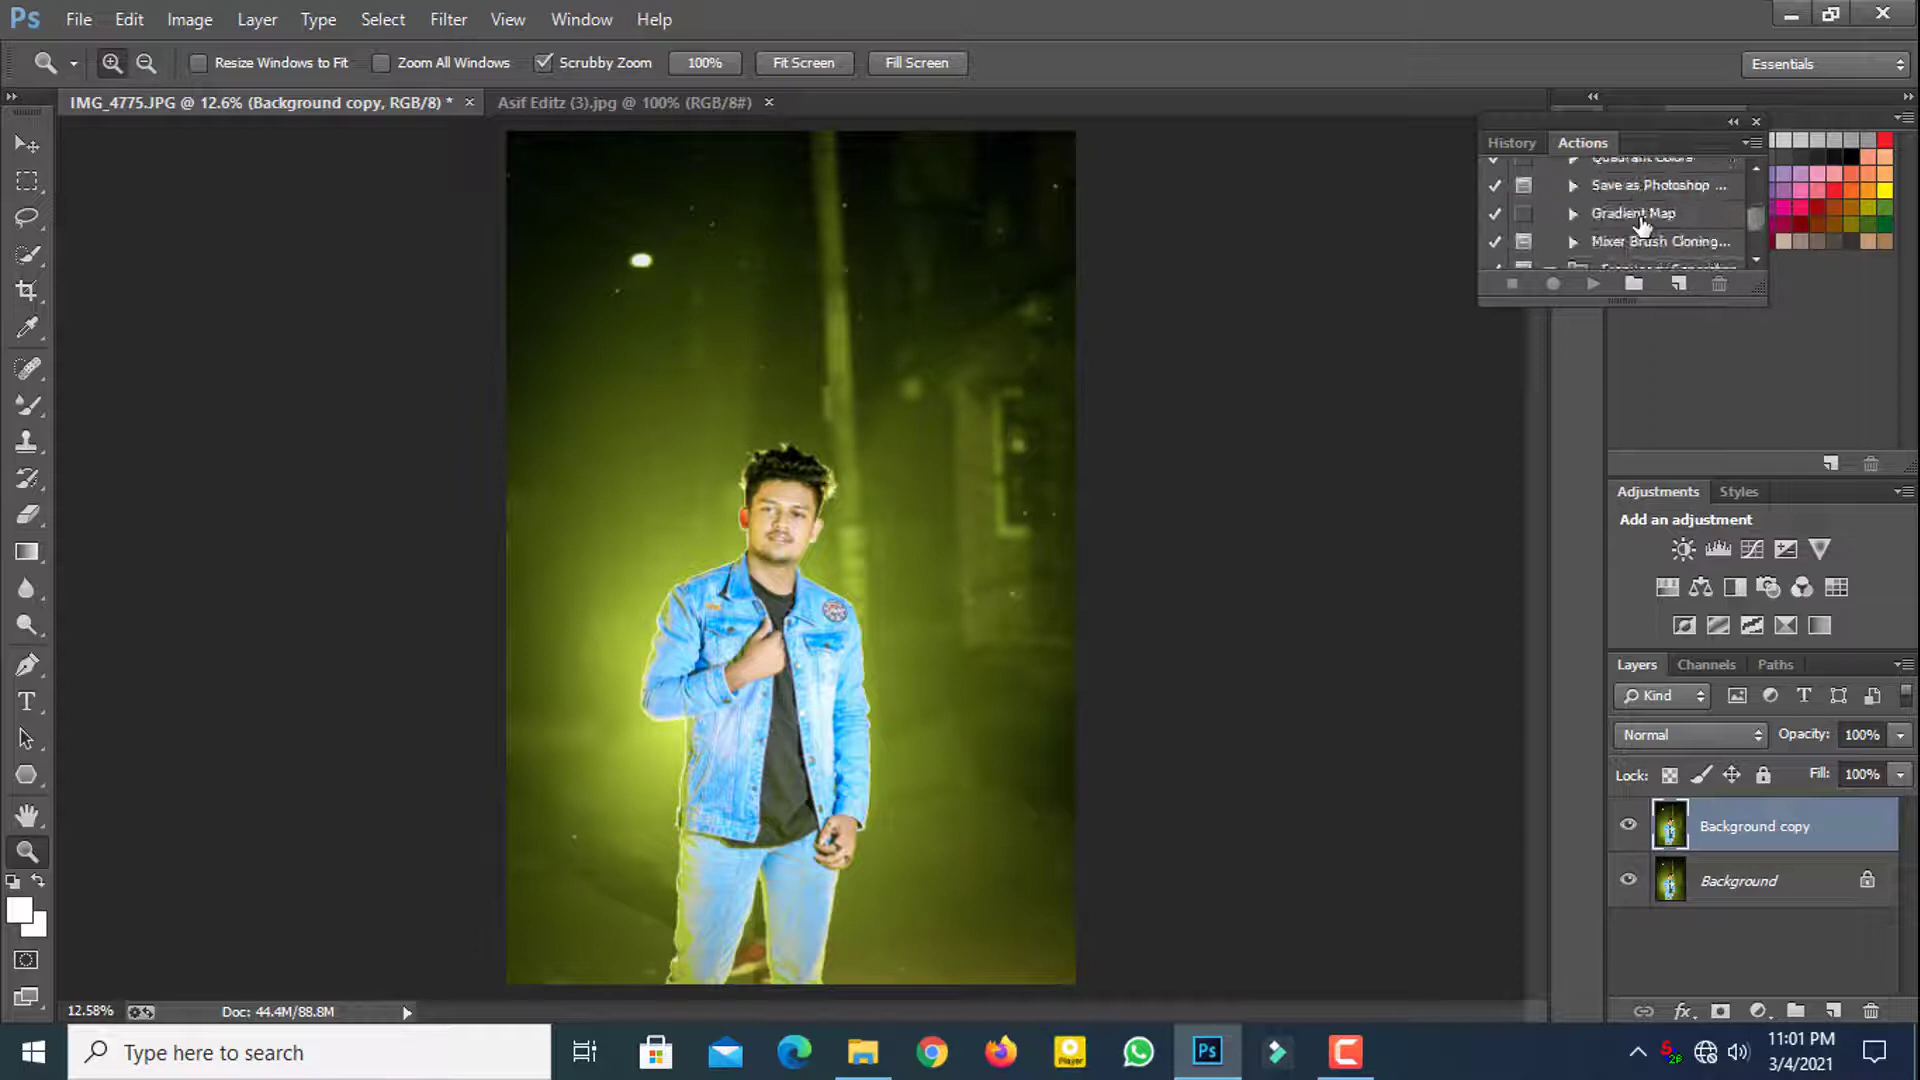 Ps File Edit Image Layer Type Select Filter View Window Help
Resize Windows to Fit Zoom All Windows Scrubby Zoom 100% Fit Screen Fill Screen Essentials
IMG_4775.JPG @ 12.6% (Background copy, RGB/8) * × Asif Editz (3).jpg @ 100% (RGB/8#) ×
History Actions
Quadrant Colors
Save as Photoshop ...
Gradient Map
Mixer Brush Cloning...
Adjustments Styles
Add an adjustment
Layers Channels Paths
Kind
Normal Opacity: 100%
Lock: Fill: 100%
Background copy
Background
12.58% Doc: 44.4M/88.8M
Type here to search
Player
Ps
11:01 PM
3/4/2021